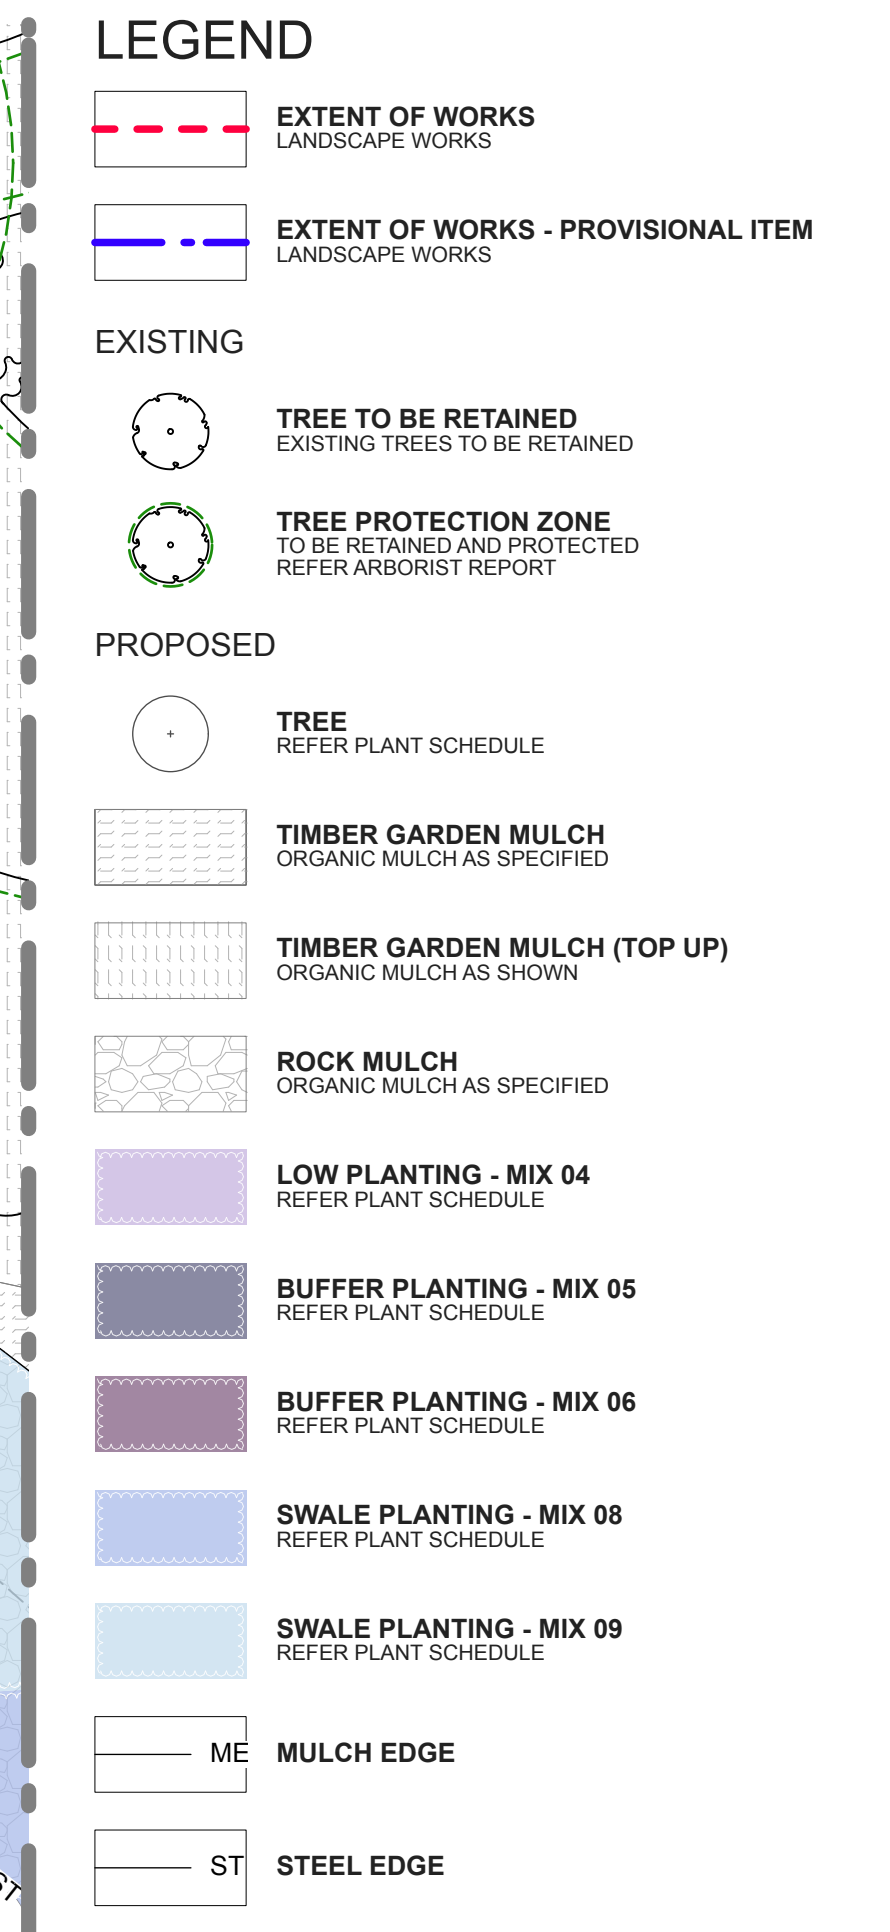 LEGEND
EXTENT OF WORKS
LANDSCAPE WORKS
EXTENT OF WORKS - PROVISIONAL ITEM
LANDSCAPE WORKS
EXISTING
TREE TO BE RETAINED
EXISTING TREES TO BE RETAINED
TREE PROTECTION ZONE
TO BE RETAINED AND PROTECTED
REFER ARBORIST REPORT
PROPOSED
TREE
REFER PLANT SCHEDULE
TIMBER GARDEN MULCH
ORGANIC MULCH AS SPECIFIED
TIMBER GARDEN MULCH (TOP UP)
ORGANIC MULCH AS SHOWN
ROCK MULCH
ORGANIC MULCH AS SPECIFIED
LOW PLANTING - MIX 04
REFER PLANT SCHEDULE
BUFFER PLANTING - MIX 05
REFER PLANT SCHEDULE
BUFFER PLANTING - MIX 06
REFER PLANT SCHEDULE
SWALE PLANTING - MIX 08
REFER PLANT SCHEDULE
SWALE PLANTING - MIX 09
REFER PLANT SCHEDULE
ME MULCH EDGE
ST STEEL EDGE
ST